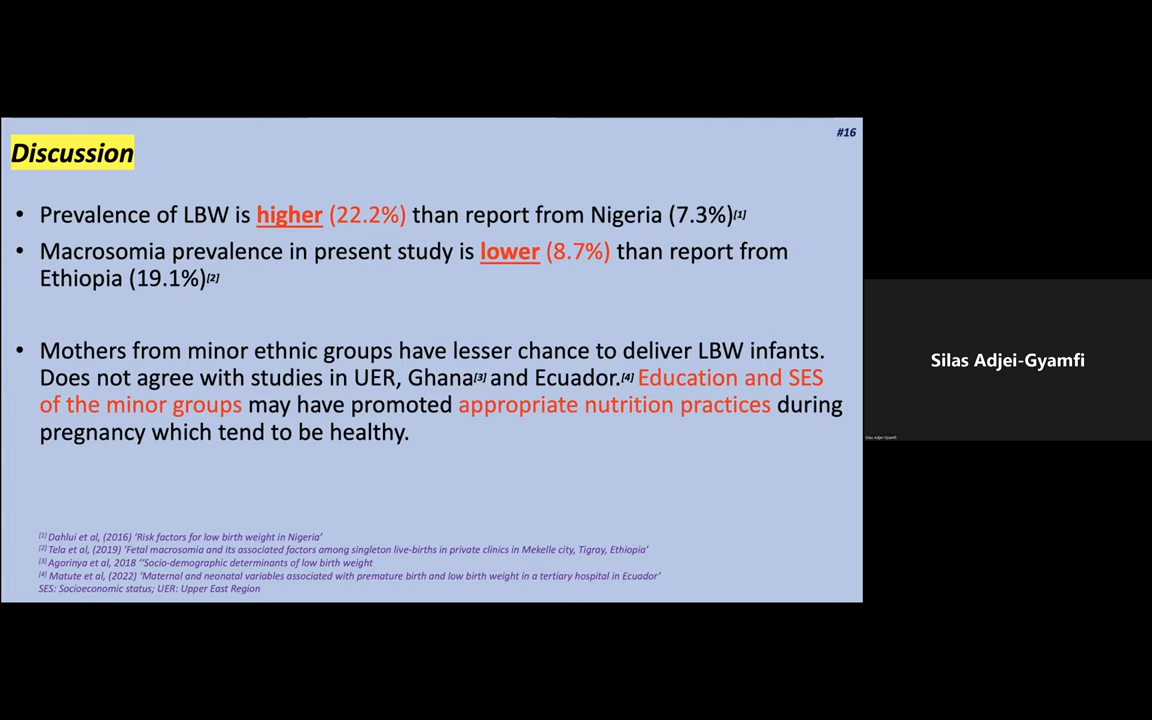 #16
Discussion
• Prevalence of LBW is higher (22.2%) than report from Nigeria (7.3%)[1]
• Macrosomia prevalence in present study is lower (8.7%) than report from
Ethiopia (19.1%)[2]
• Mothers from minor ethnic groups have lesser chance to deliver LBW infants.
Does not agree with studies in UER, Ghana[3] and Ecuador.[4] Education and SES
of the minor groups may have promoted appropriate nutrition practices during
pregnancy which tend to be healthy.
[1] Dahlui et al, (2016) ‘Risk factors for low birth weight in Nigeria’
[2] Tela et al, (2019) ‘Fetal macrosomia and its associated factors among singleton live-births in private clinics in Mekelle city, Tigray, Ethiopia’
[3] Agorinya et al, 2018 ‘‘Socio-demographic determinants of low birth weight
[4] Matute et al, (2022) ‘Maternal and neonatal variables associated with premature birth and low birth weight in a tertiary hospital in Ecuador’
SES: Socioeconomic status; UER: Upper East Region
Silas Adjei-Gyamfi
Silas Adjei-Gyamfi